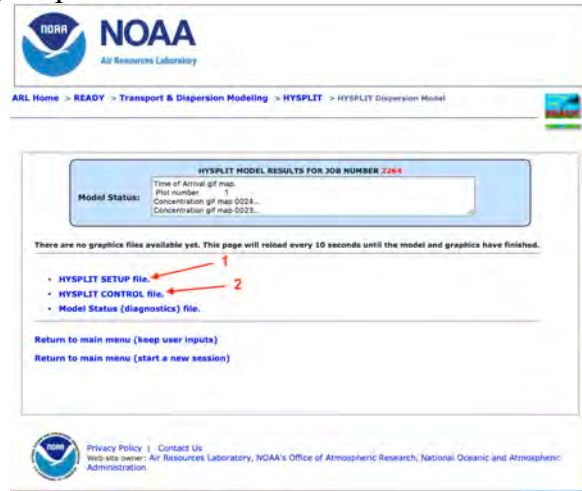 NOAA
NOAA
Air Resources Laboratory
ARL Home > READY > Transport & Dispersion Modeling > HYSPLIT > HYSPLIT Dispersion Model
READY
HYSPLIT MODEL RESULTS FOR JOB NUMBER 2264
Model Status:
Time of Arrival gif map.
Plot number 1
Concentration gif map 0024...
Concentration gif map 0023...
There are no graphics files available yet. This page will reload every 10 seconds until the model and graphics have finished.
1
• HYSPLIT SETUP file.
2
• HYSPLIT CONTROL file.
• Model Status (diagnostics) file.
Return to main menu (keep user inputs)
Return to main menu (start a new session)
NOAA
Privacy Policy | Contact Us
Web site owner: Air Resources Laboratory, NOAA's Office of Atmospheric Research, National Oceanic and Atmospheric
Administration